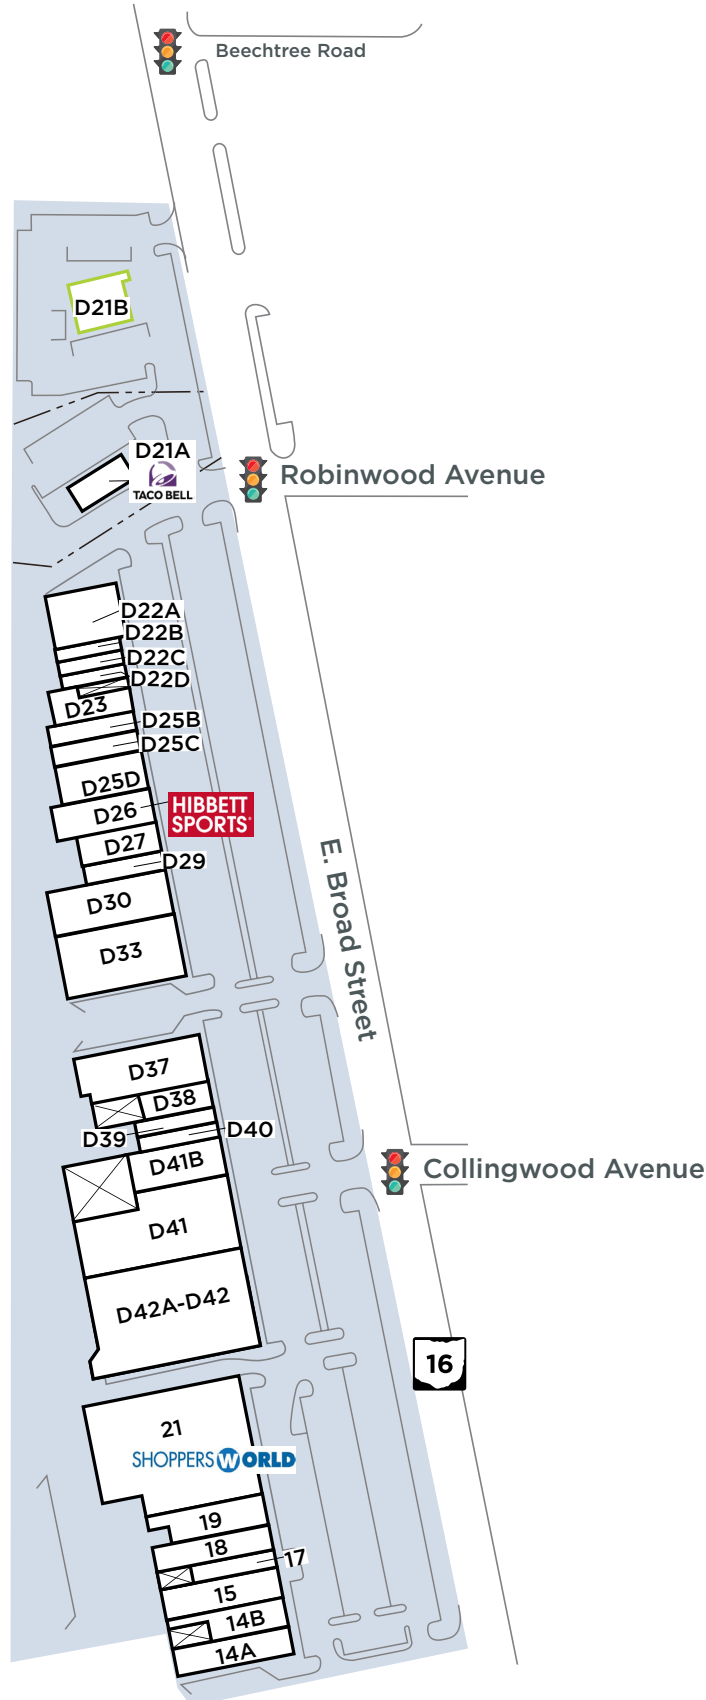 Beechtree Road
D21B
D21A
TACO BELL
Robinwood Avenue
D22A
D22B
D22C
D22D
D23
D25B
D25C
D25D
D26
HIBBETT
SPORTS
D27
D29
D30
D33
E. Broad Street
D37
D38
D39
D40
D41B
Collingwood Avenue
D41
D42A-D42
16
21
SHOPPERS WORLD
19
18
17
15
14B
14A